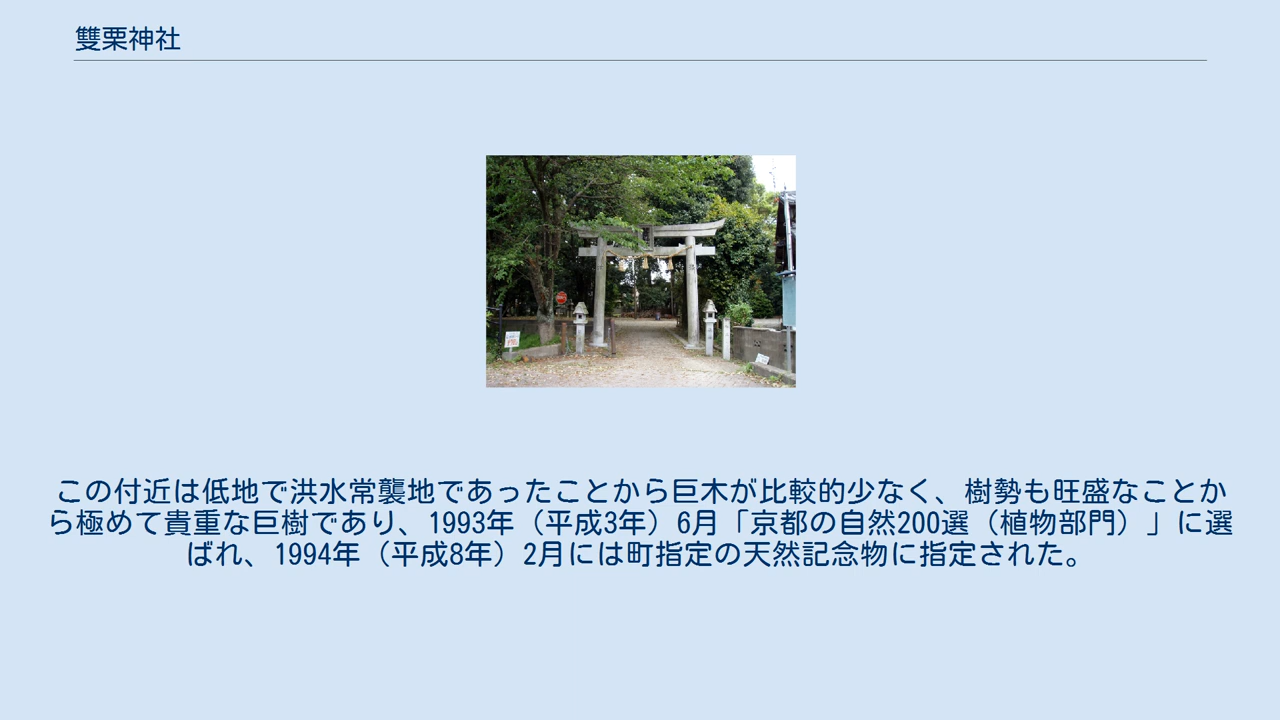 雙栗神社
この付近は低地で洪水常襲地であったことから巨木が比較的少なく、樹勢も旺盛なことか
ら極めて貴重な巨樹であり、1993年（平成3年）6月「京都の自然200選（植物部門）」に選
ばれ、1994年（平成8年）2月には町指定の天然記念物に指定された。